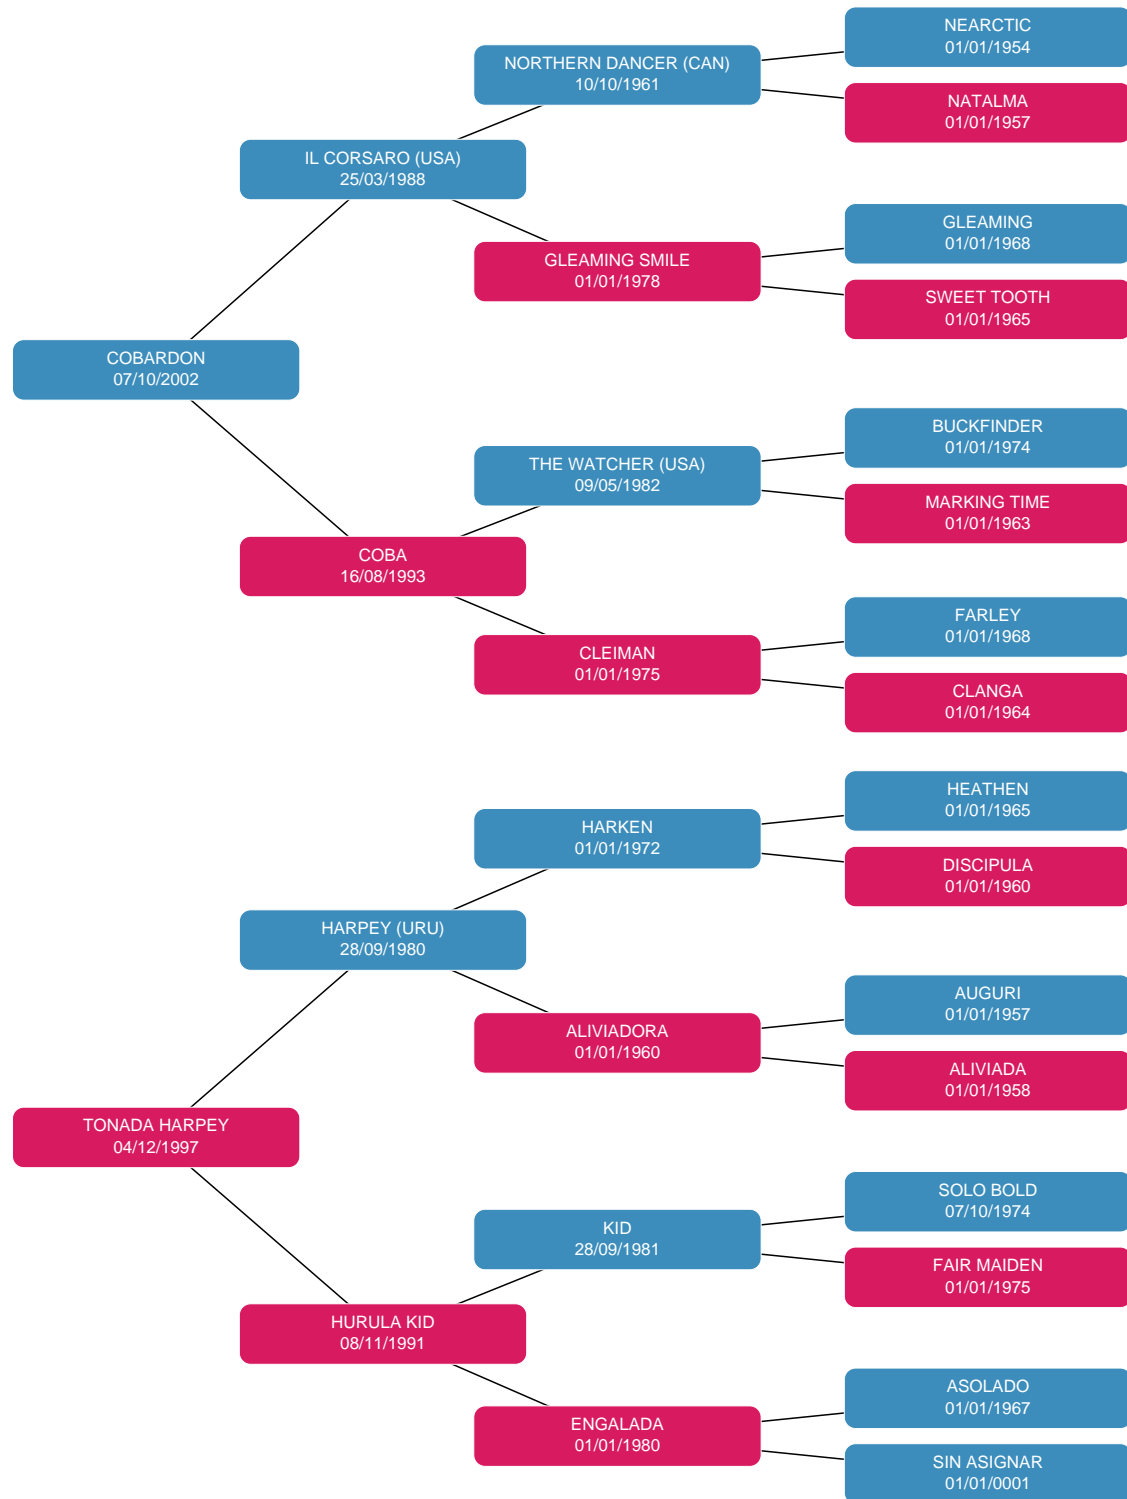 NEARCTIC
01/01/1954
NORTHERN DANCER (CAN)
10/10/1961
NATALMA
01/01/1957
IL CORSARO (USA)
25/03/1988
GLEAMING
01/01/1968
GLEAMING SMILE
01/01/1978
SWEET TOOTH
01/01/1965
COBARDON
07/10/2002
BUCKFINDER
01/01/1974
THE WATCHER (USA)
09/05/1982
MARKING TIME
01/01/1963
COBA
16/08/1993
FARLEY
01/01/1968
CLEIMAN
01/01/1975
CLANGA
01/01/1964
HEATHEN
01/01/1965
HARKEN
01/01/1972
DISCIPULA
01/01/1960
HARPEY (URU)
28/09/1980
AUGURI
01/01/1957
ALIVIADORA
01/01/1960
ALIVIADA
01/01/1958
TONADA HARPEY
04/12/1997
SOLO BOLD
07/10/1974
KID
28/09/1981
FAIR MAIDEN
01/01/1975
HURULA KID
08/11/1991
ASOLADO
01/01/1967
ENGALADA
01/01/1980
SIN ASIGNAR
01/01/0001